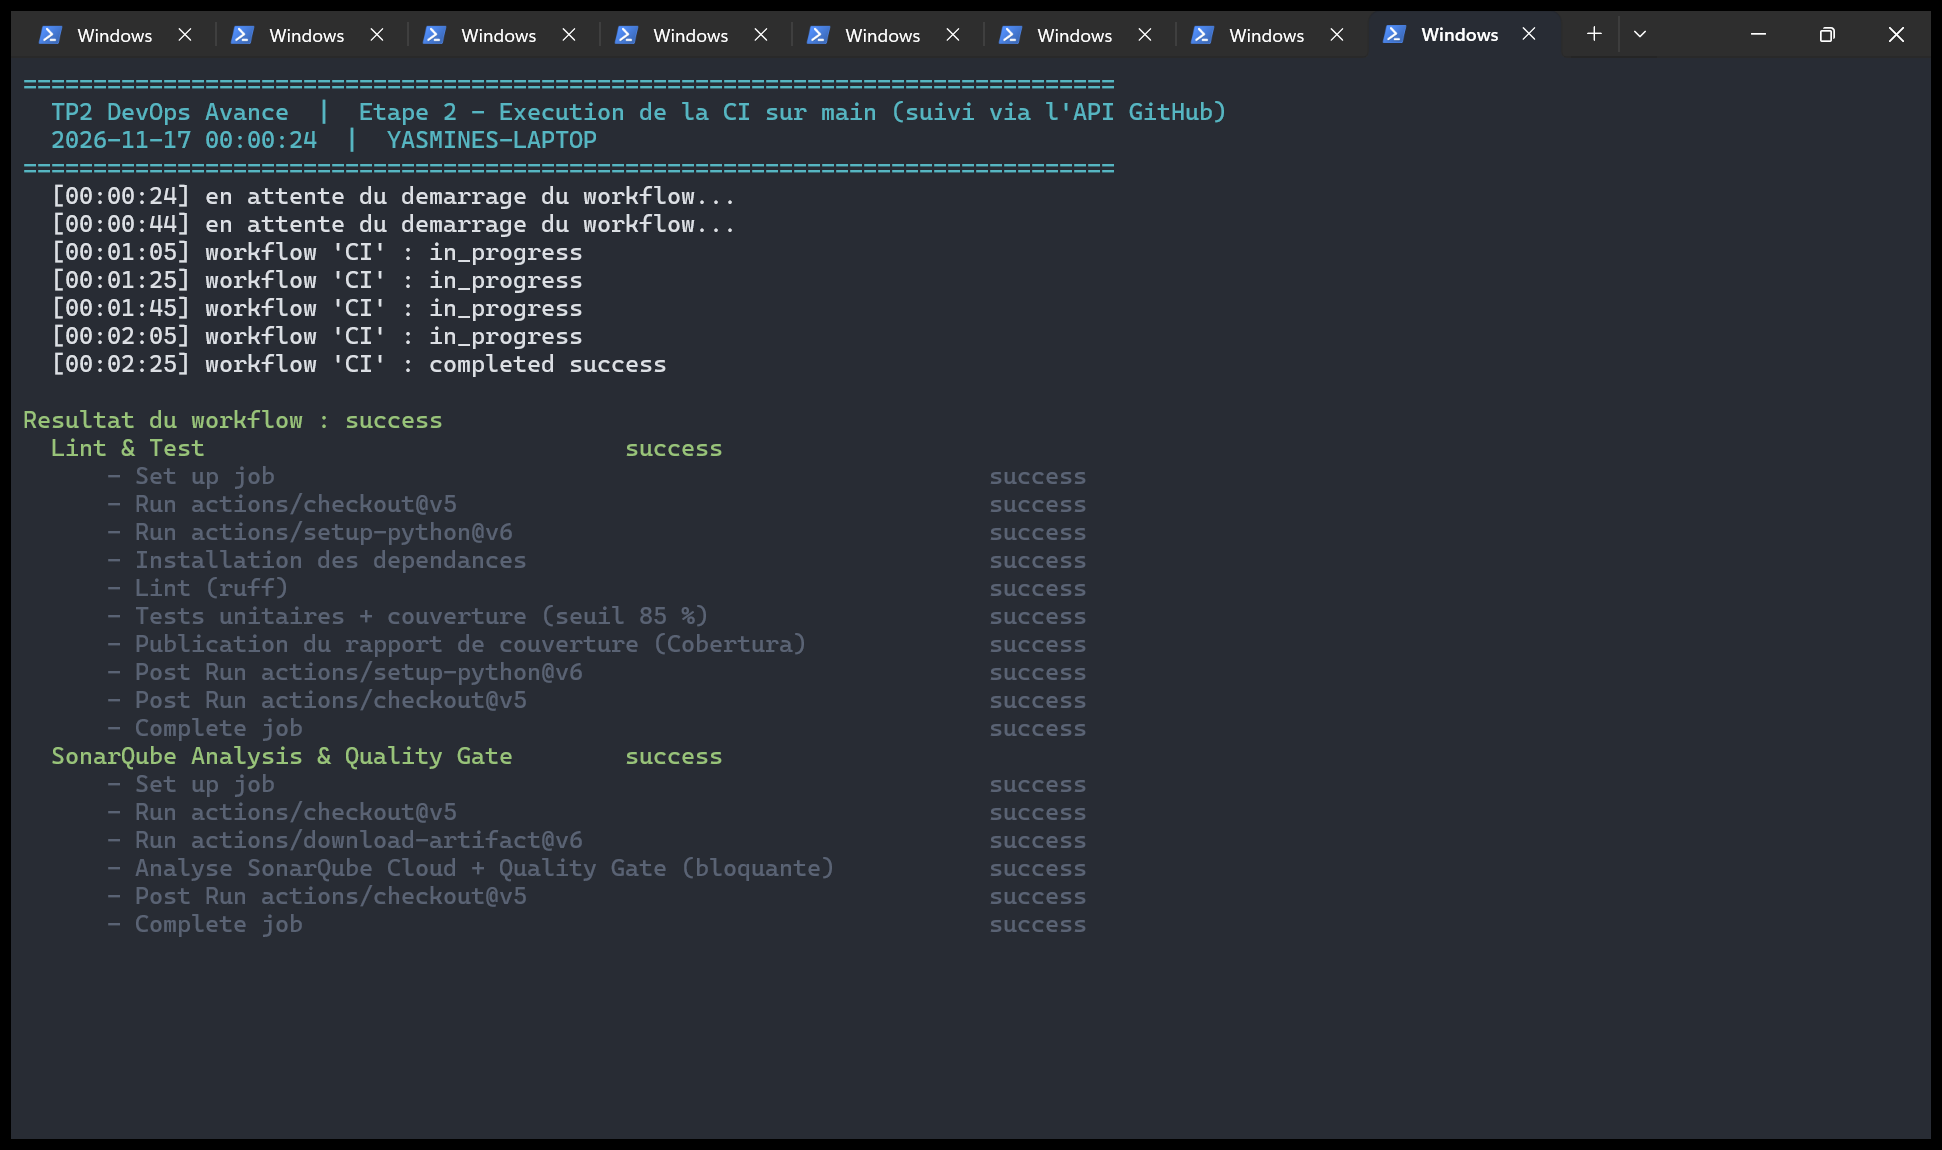 Windows Windows Windows Windows Windows Windows Windows Windows
==============================================================================
TP2 DevOps Avance | Etape 2 - Execution de la CI sur main (suivi via l'API GitHub)
2026-11-17 00:00:24 | YASMINES-LAPTOP
==============================================================================
[00:00:24] en attente du demarrage du workflow...
[00:00:44] en attente du demarrage du workflow...
[00:01:05] workflow 'CI' : in_progress
[00:01:25] workflow 'CI' : in_progress
[00:01:45] workflow 'CI' : in_progress
[00:02:05] workflow 'CI' : in_progress
[00:02:25] workflow 'CI' : completed success
Resultat du workflow : success
Lint & Test success
- Set up job success
- Run actions/checkout@v5 success
- Run actions/setup-python@v6 success
- Installation des dependances success
- Lint (ruff) success
- Tests unitaires + couverture (seuil 85 %) success
- Publication du rapport de couverture (Cobertura) success
- Post Run actions/setup-python@v6 success
- Post Run actions/checkout@v5 success
- Complete job success
SonarQube Analysis & Quality Gate success
- Set up job success
- Run actions/checkout@v5 success
- Run actions/download-artifact@v6 success
- Analyse SonarQube Cloud + Quality Gate (bloquante) success
- Post Run actions/checkout@v5 success
- Complete job success